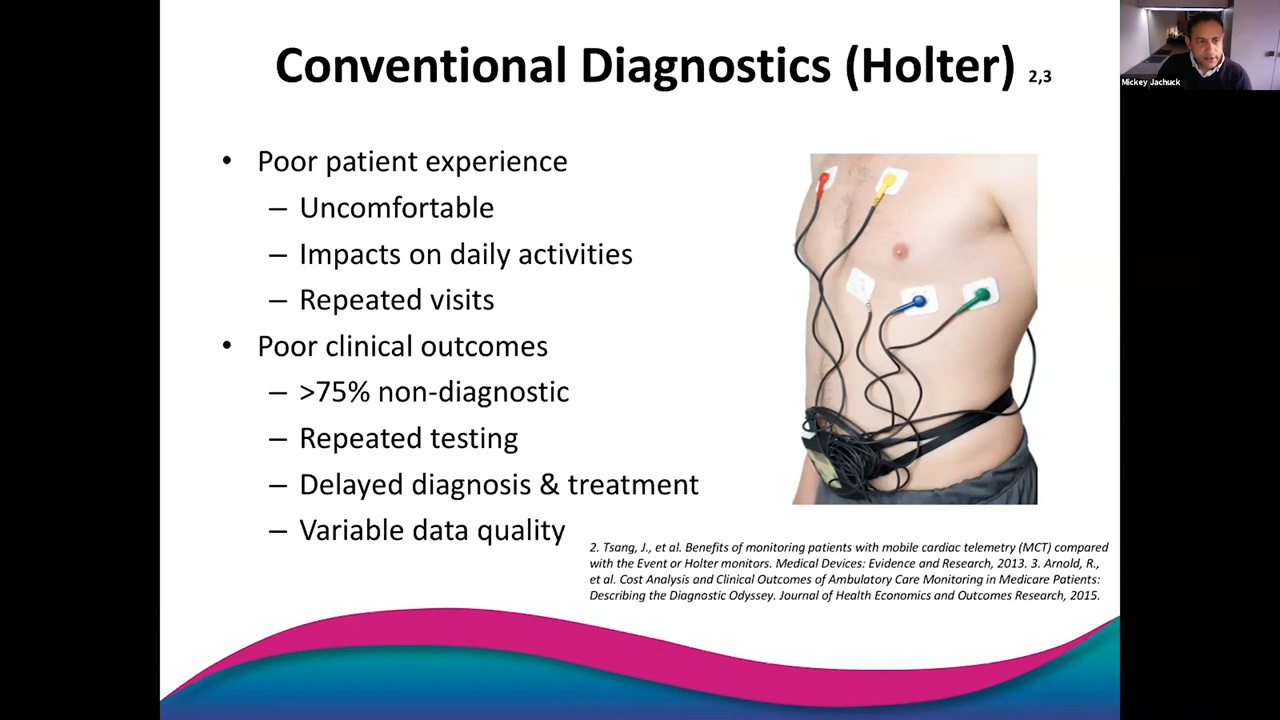 Conventional Diagnostics (Holter) 2,3
• Poor patient experience
– Uncomfortable
– Impacts on daily activities
– Repeated visits
• Poor clinical outcomes
– >75% non-diagnostic
– Repeated testing
– Delayed diagnosis & treatment
– Variable data quality
2. Tsang, J., et al. Benefits of monitoring patients with mobile cardiac telemetry (MCT) compared
with the Event or Holter monitors. Medical Devices: Evidence and Research, 2013. 3. Arnold, R.,
et al. Cost Analysis and Clinical Outcomes of Ambulatory Care Monitoring in Medicare Patients:
Describing the Diagnostic Odyssey. Journal of Health Economics and Outcomes Research, 2015.
Mickey Jachuck